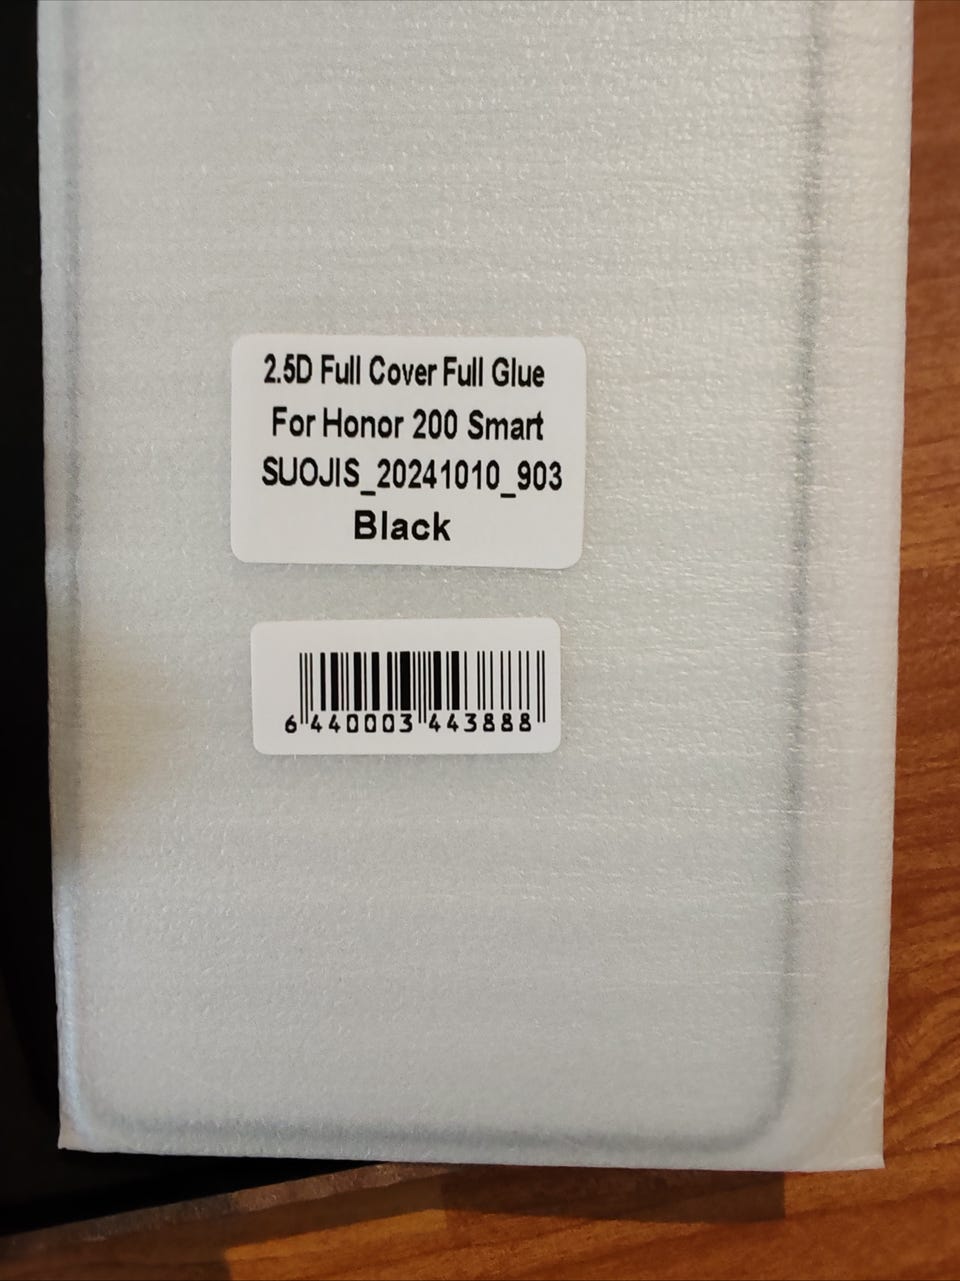 2.5D Full Cover Full Glue
For Honor 200 Smart
SUOJIS_20241010_903
Black
6 440003 443888